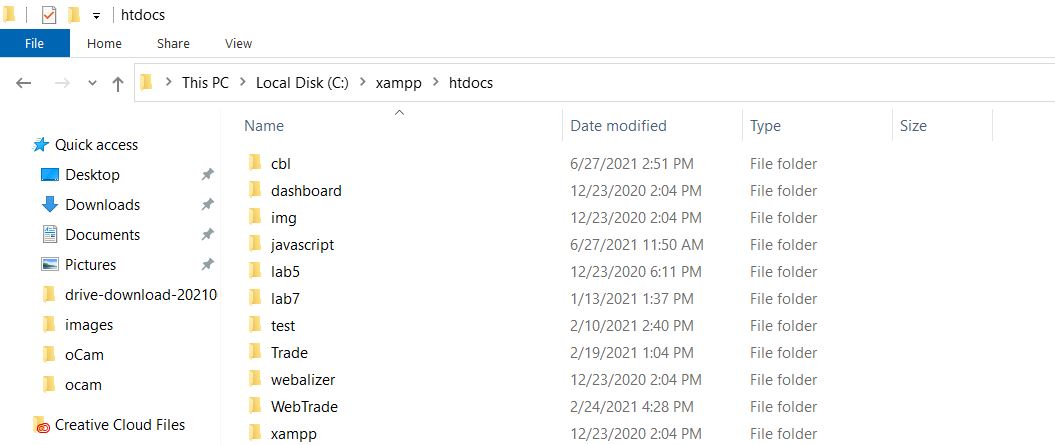 htdocs
File Home Share View
This PC Local Disk (C:) xampp htdocs
Name Date modified Type Size
Quick access
Desktop
Downloads
Documents
Pictures
drive-download-20210
images
oCam
ocam
Creative Cloud Files
cbl 6/27/2021 2:51 PM File folder
dashboard 12/23/2020 2:04 PM File folder
img 12/23/2020 2:04 PM File folder
javascript 6/27/2021 11:50 AM File folder
lab5 12/23/2020 6:11 PM File folder
lab7 1/13/2021 1:37 PM File folder
test 2/10/2021 2:40 PM File folder
Trade 2/19/2021 1:04 PM File folder
webalizer 12/23/2020 2:04 PM File folder
WebTrade 2/24/2021 4:28 PM File folder
xampp 12/23/2020 2:04 PM File folder